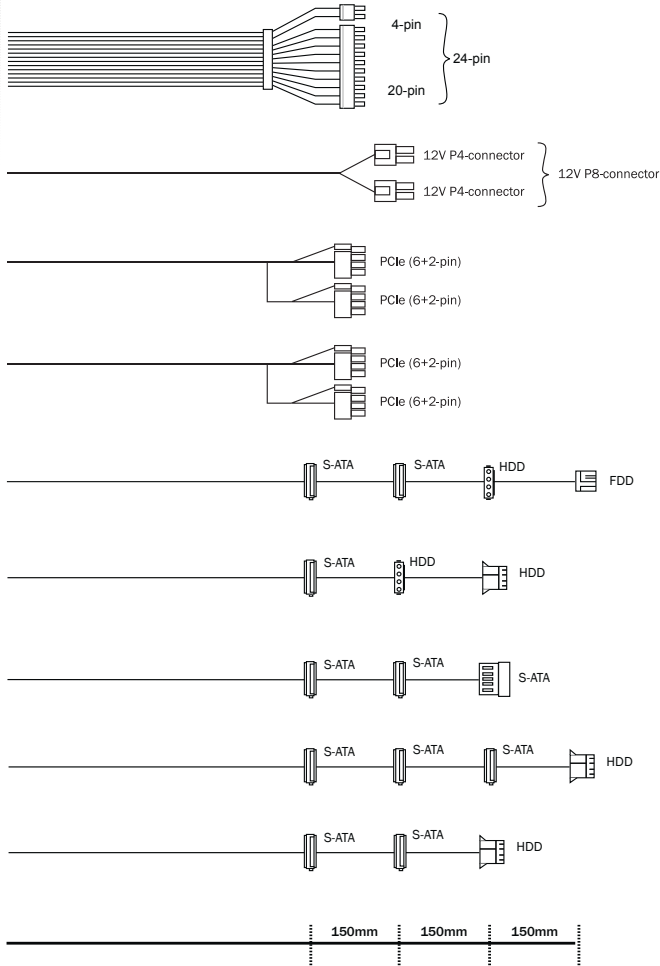 4-pin
24-pin
20-pin
12V P4-connector
12V P8-connector
12V P4-connector
PCIe (6+2-pin)
PCIe (6+2-pin)
PCIe (6+2-pin)
PCIe (6+2-pin)
S-ATA S-ATA HDD FDD
S-ATA HDD HDD
S-ATA S-ATA S-ATA
S-ATA S-ATA S-ATA HDD
S-ATA S-ATA HDD
150mm 150mm 150mm